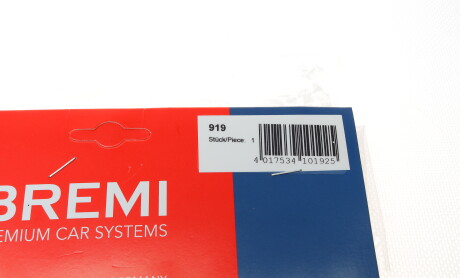 919
Stück/Piece: 1
4 017534 101925
BREMI
EMIUM CAR SYSTEMS